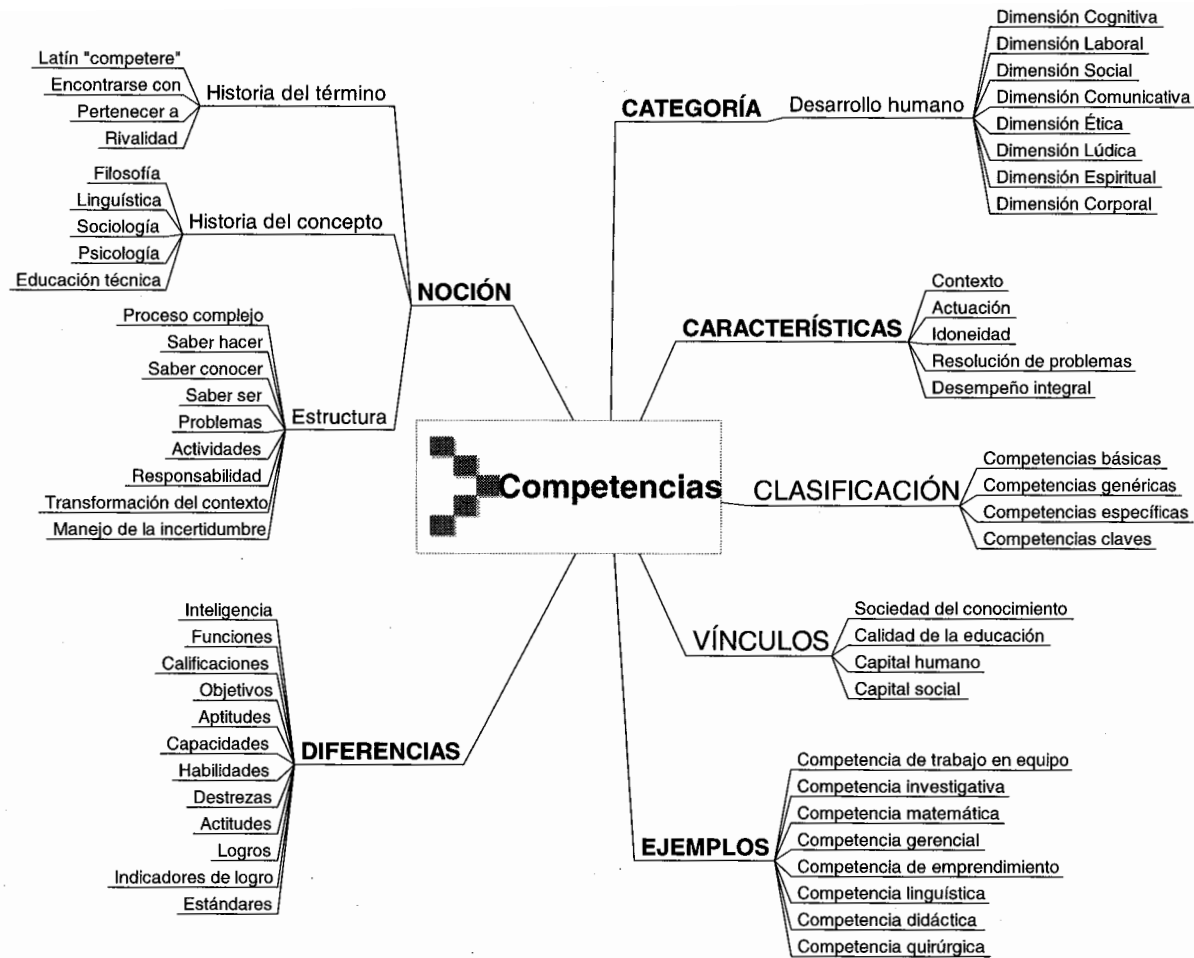 Competencias
NOCIÓN
Historia del término
Latín "competere"
Encontrarse con
Pertenecer a
Rivalidad
Historia del concepto
Filosofía
Linguística
Sociología
Psicología
Educación técnica
Estructura
Proceso complejo
Saber hacer
Saber conocer
Saber ser
Problemas
Actividades
Responsabilidad
Transformación del contexto
Manejo de la incertidumbre
DIFERENCIAS
Inteligencia
Funciones
Calificaciones
Objetivos
Aptitudes
Capacidades
Habilidades
Destrezas
Actitudes
Logros
Indicadores de logro
Estándares
CATEGORÍA
Desarrollo humano
Dimensión Cognitiva
Dimensión Laboral
Dimensión Social
Dimensión Comunicativa
Dimensión Ética
Dimensión Lúdica
Dimensión Espiritual
Dimensión Corporal
CARACTERÍSTICAS
Contexto
Actuación
Idoneidad
Resolución de problemas
Desempeño integral
CLASIFICACIÓN
Competencias básicas
Competencias genéricas
Competencias específicas
Competencias claves
VÍNCULOS
Sociedad del conocimiento
Calidad de la educación
Capital humano
Capital social
EJEMPLOS
Competencia de trabajo en equipo
Competencia investigativa
Competencia matemática
Competencia gerencial
Competencia de emprendimiento
Competencia linguística
Competencia didáctica
Competencia quirúrgica